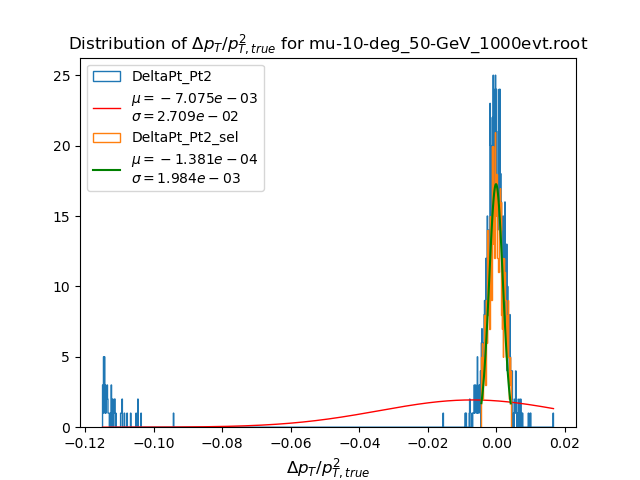 Distribution of Δp_T/p²_{T,true} for mu-10-deg_50-GeV_1000evt.root
DeltaPt_Pt2
μ = −7.075e − 03
σ = 2.709e − 02
DeltaPt_Pt2_sel
μ = −1.381e − 04
σ = 1.984e − 03
25
20
15
10
5
0
−0.12 −0.10 −0.08 −0.06 −0.04 −0.02 0.00 0.02
Δp_T/p²_{T,true}